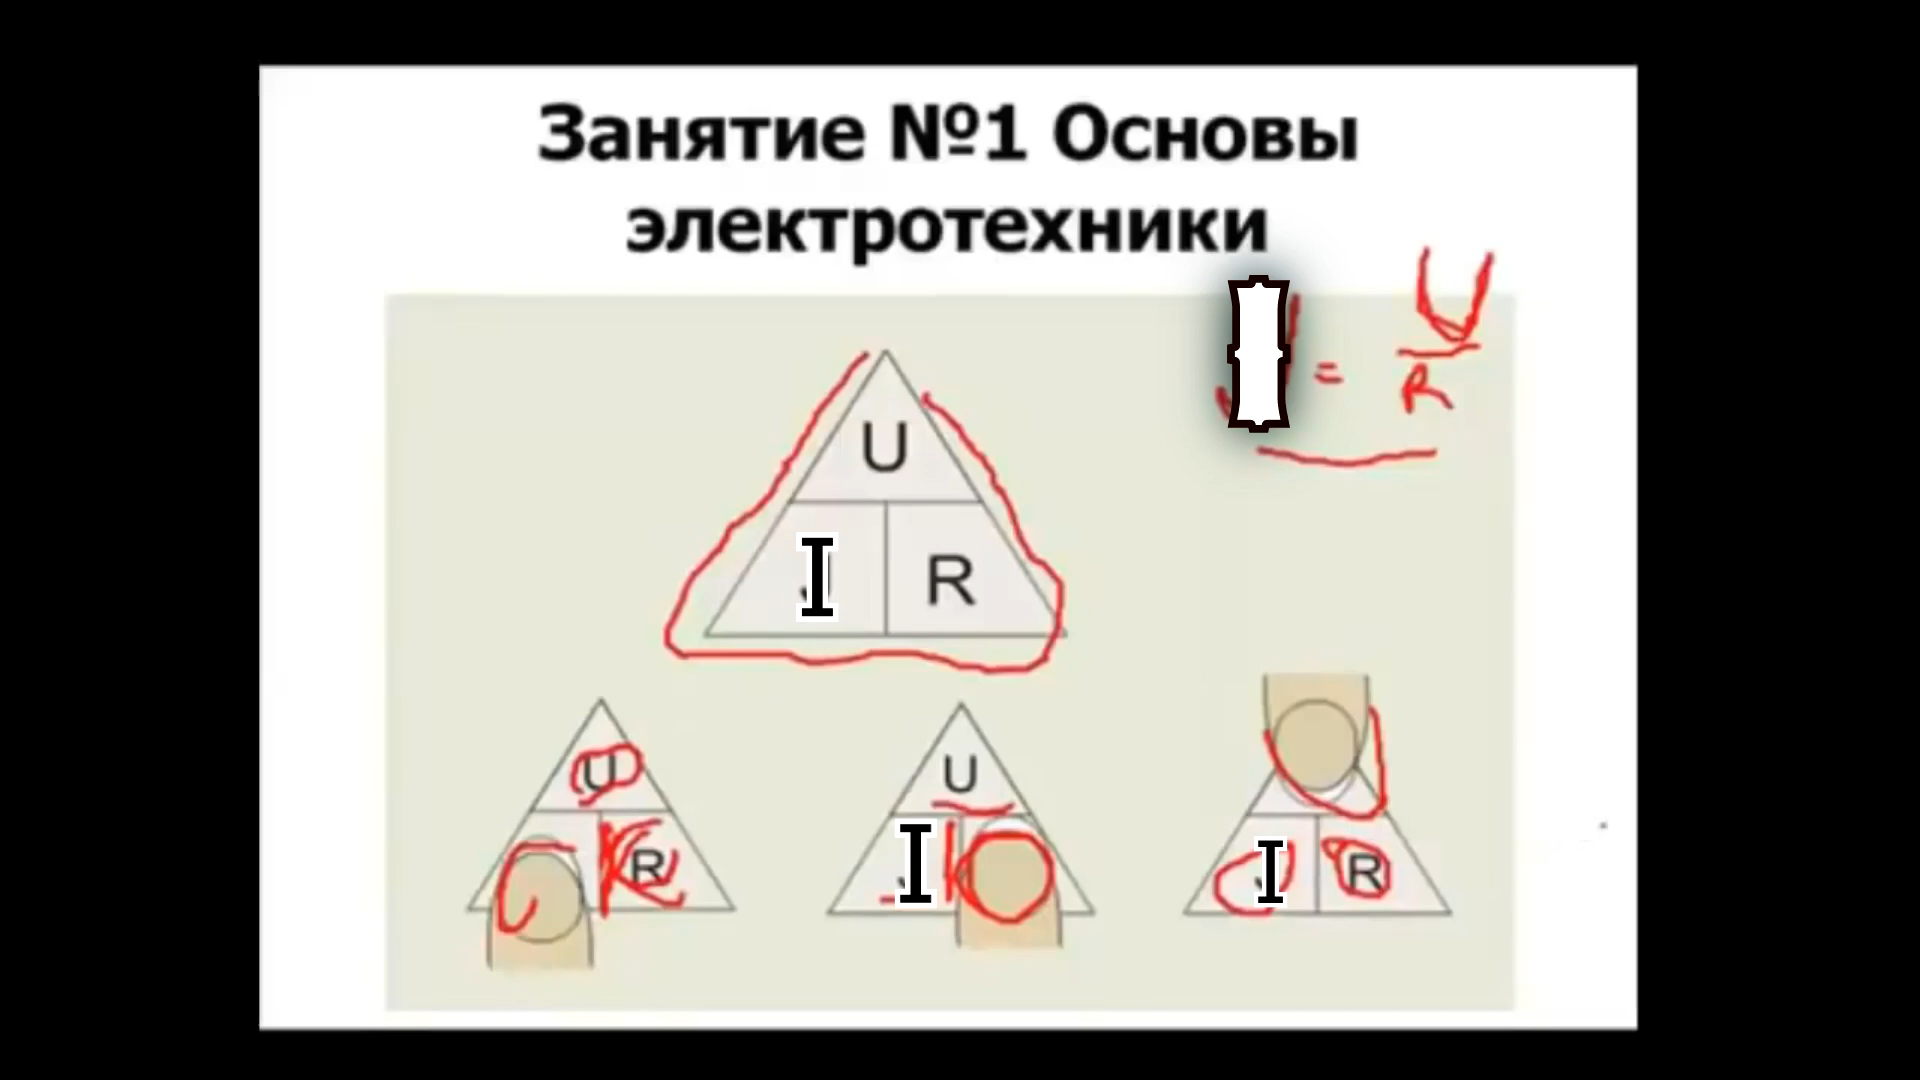 Занятие №1 Основы
электротехники
I = U
R
U
I R
U
R
U
I
I R